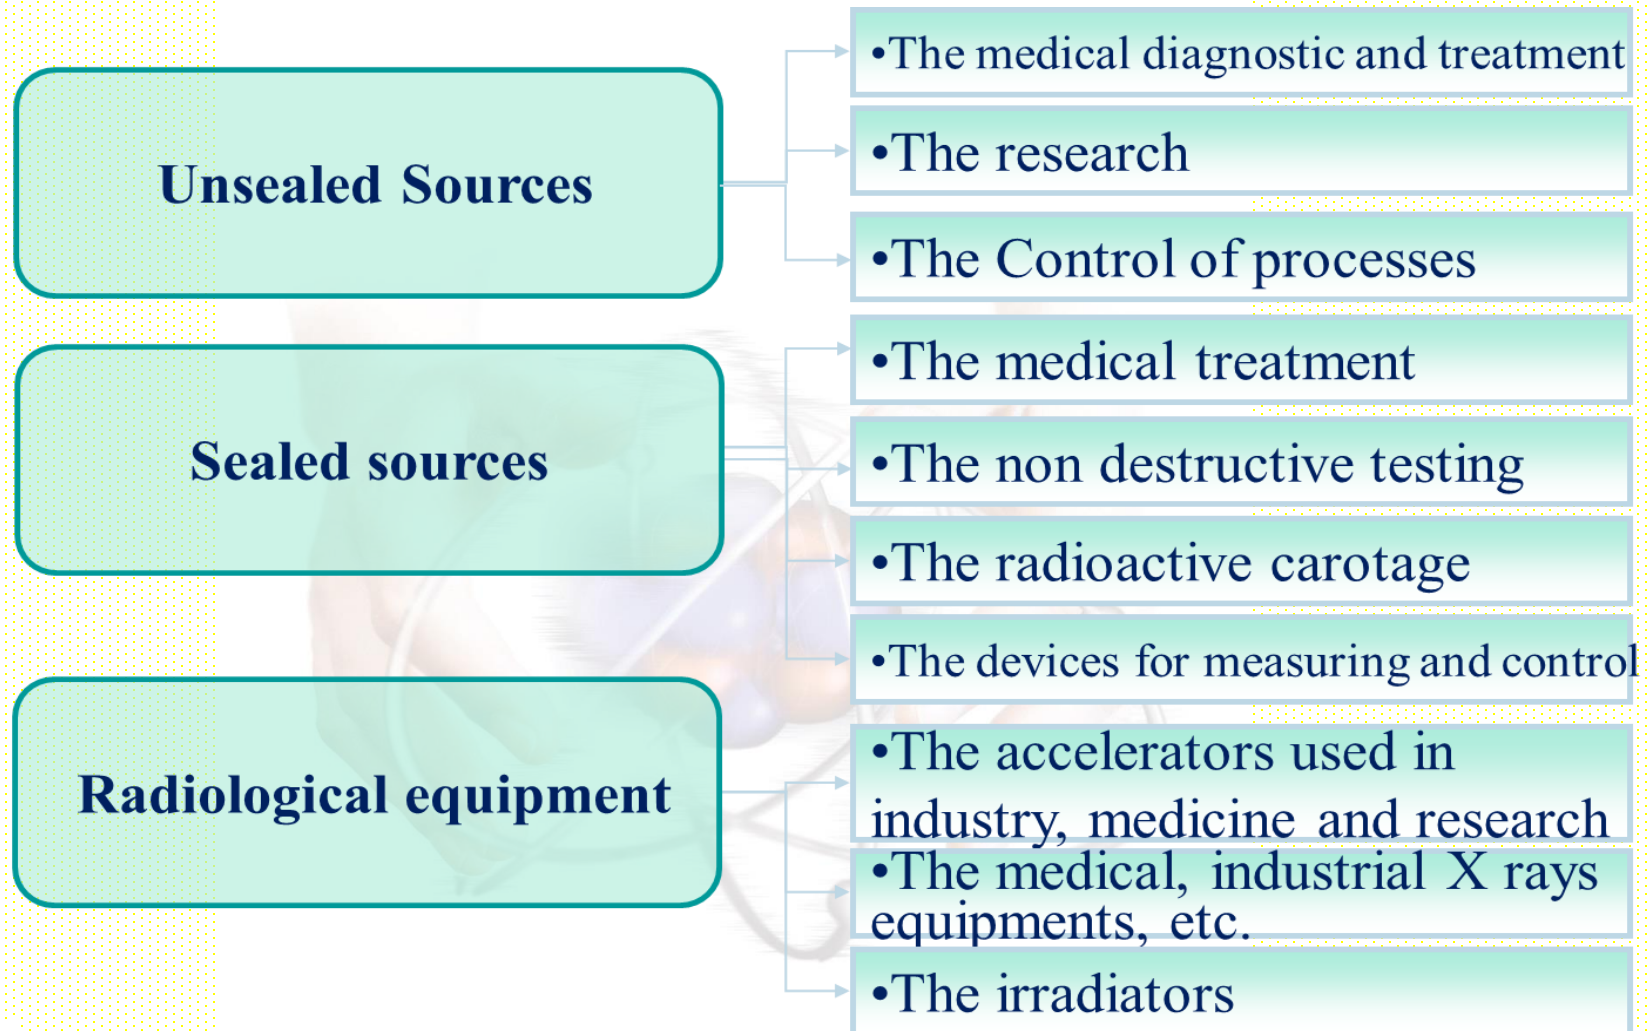 Unsealed Sources
•The medical diagnostic and treatment
•The research
•The Control of processes
Sealed sources
•The medical treatment
•The non destructive testing
•The radioactive carotage
•The devices for measuring and control
Radiological equipment
•The accelerators used in
industry, medicine and research
•The medical, industrial X rays
equipments, etc.
•The irradiators